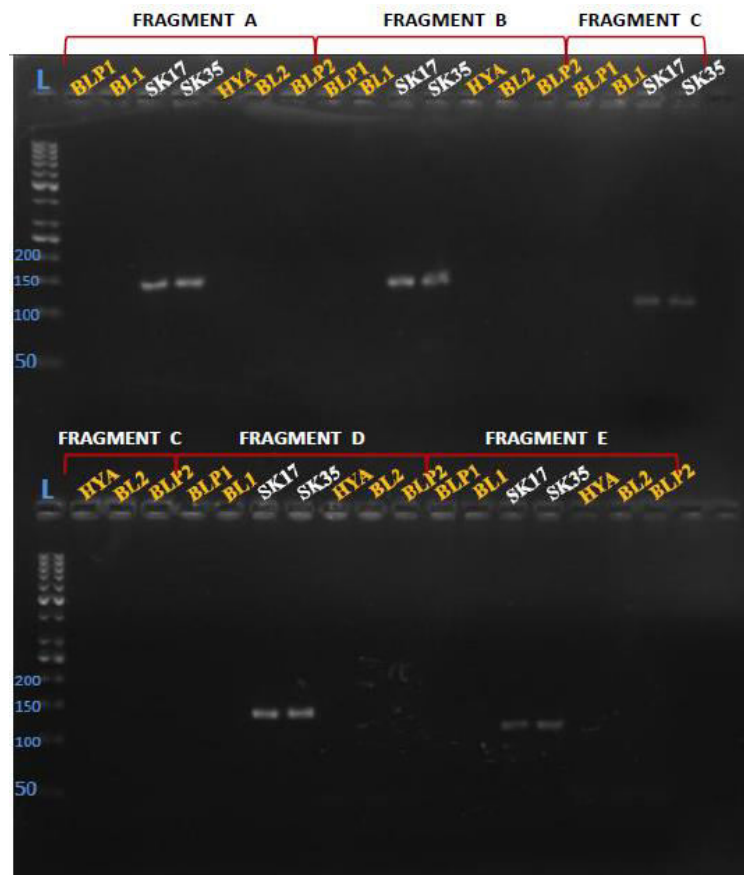 FRAGMENT A FRAGMENT B FRAGMENT C
L BLP1 BL1 SK17 SK35 HYA BL2 BLP2 BLP1 BL1 SK17 SK35 HYA BL2 BLP2 BLP1 BL1 SK17 SK35
200
150
100
50
FRAGMENT C FRAGMENT D FRAGMENT E
L HYA BL2 BLP2 BLP1 BL1 SK17 SK35 HYA BL2 BLP2 BLP1 BL1 SK17 SK35 HYA BL2 BLP2
200
150
100
50